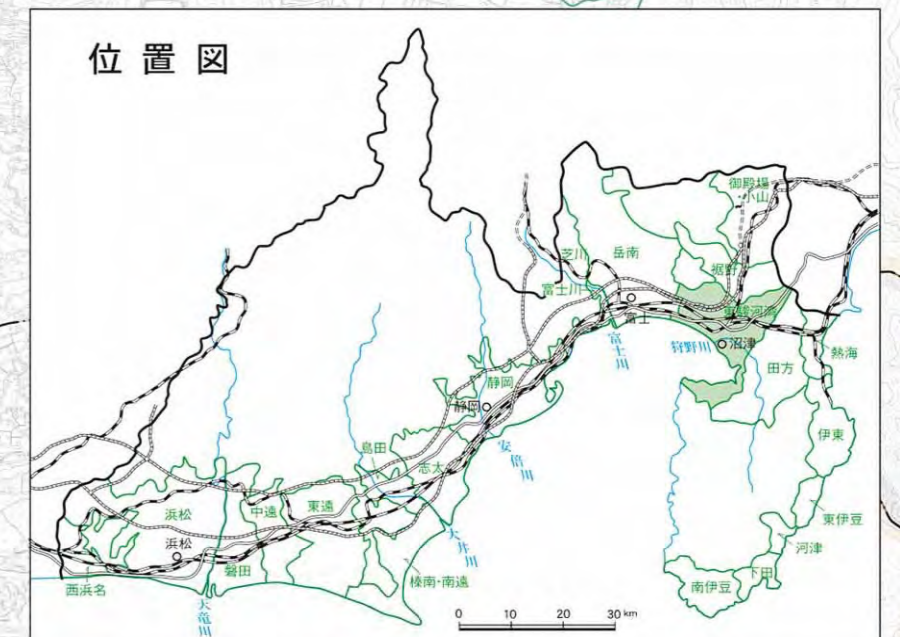 位置図
御殿場
・小山
芝川
岳南
裾野
富士川
富士
東駿河湾
沼津
狩野川
富士川
熱海
田方
静岡
静岡
伊東
島田
志太
安倍川
浜松
中遠
東遠
東伊豆
大井川
河津
浜松
磐田
榛南・南遠
下田
南伊豆
西浜名
天竜川
0 10 20 30 km